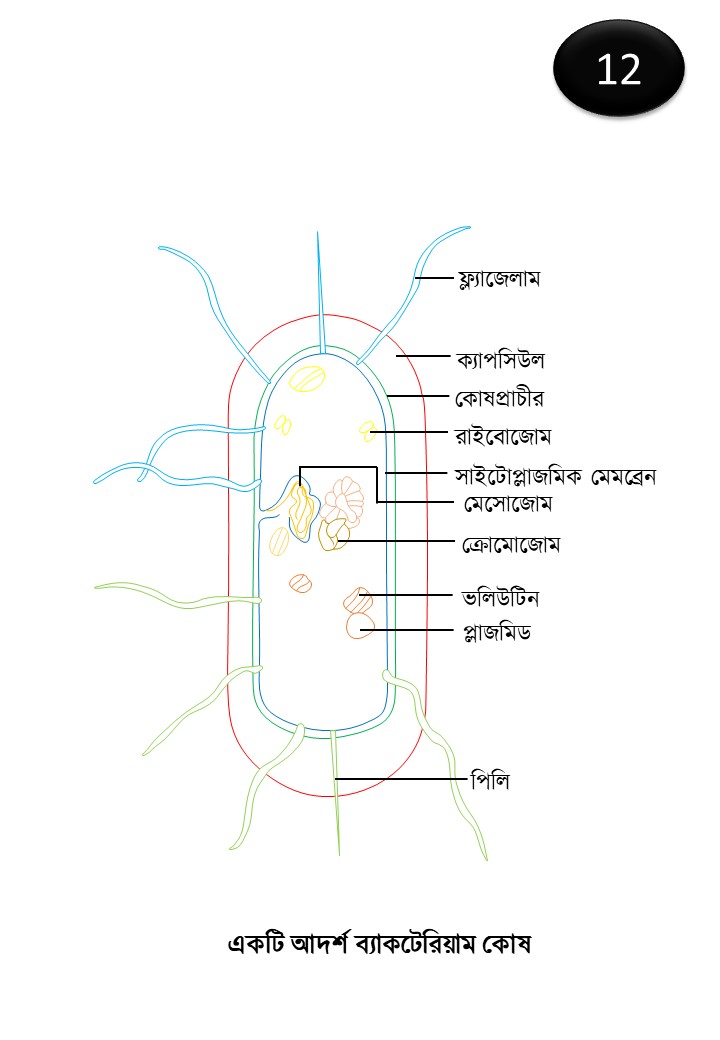 12
ফ্ল্যাজেলাম
ক্যাপসিউল
কোষপ্রাচীর
রাইবোজোম
সাইটোপ্লাজমিক মেমব্রেন
মেসোজোম
ক্রোমোজোম
ভলিউটিন
প্লাজমিড
পিলি
একটি আদর্শ ব্যাকটেরিয়াম কোষ